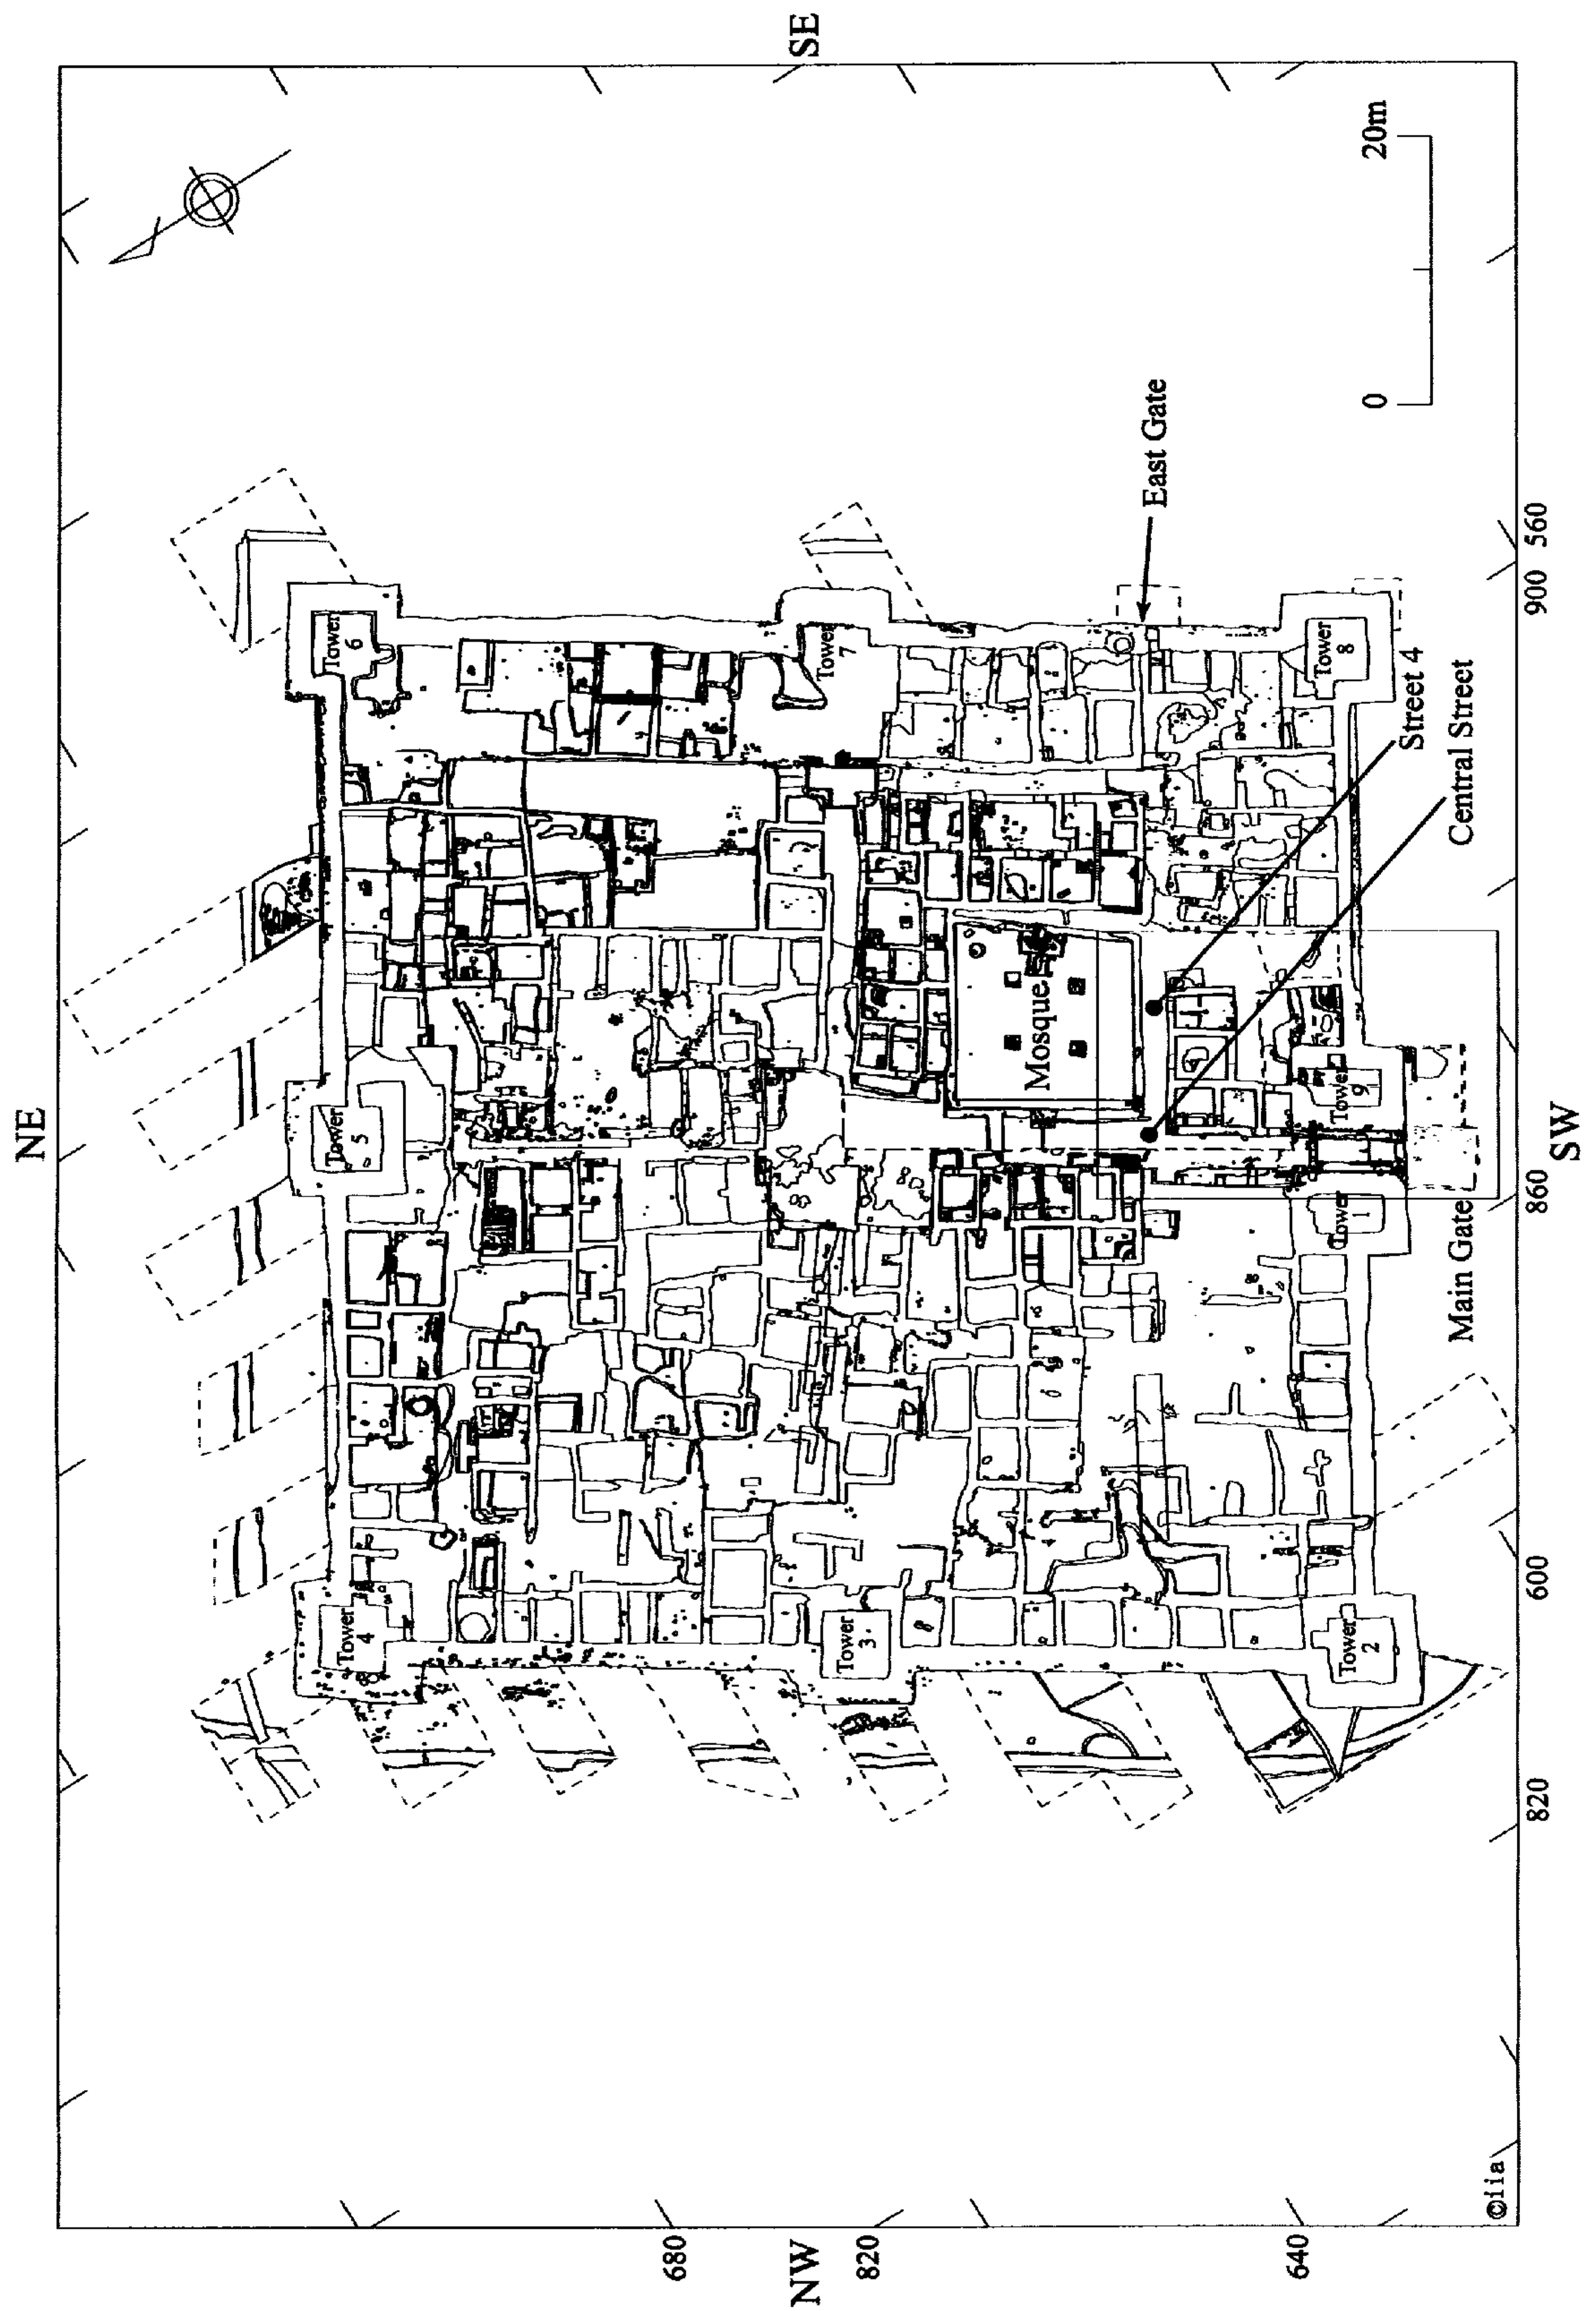 SE
NE
20m
0
Tower
6
Tower
7
East Gate
Tower
8
Street 4
Central Street
560
900
Mosque
Tower
5
Tower
9
SW
860
Tower
1
Main Gate
Tower
4
Tower
3
Tower
2
600
820
©iia
680
NW
820
640